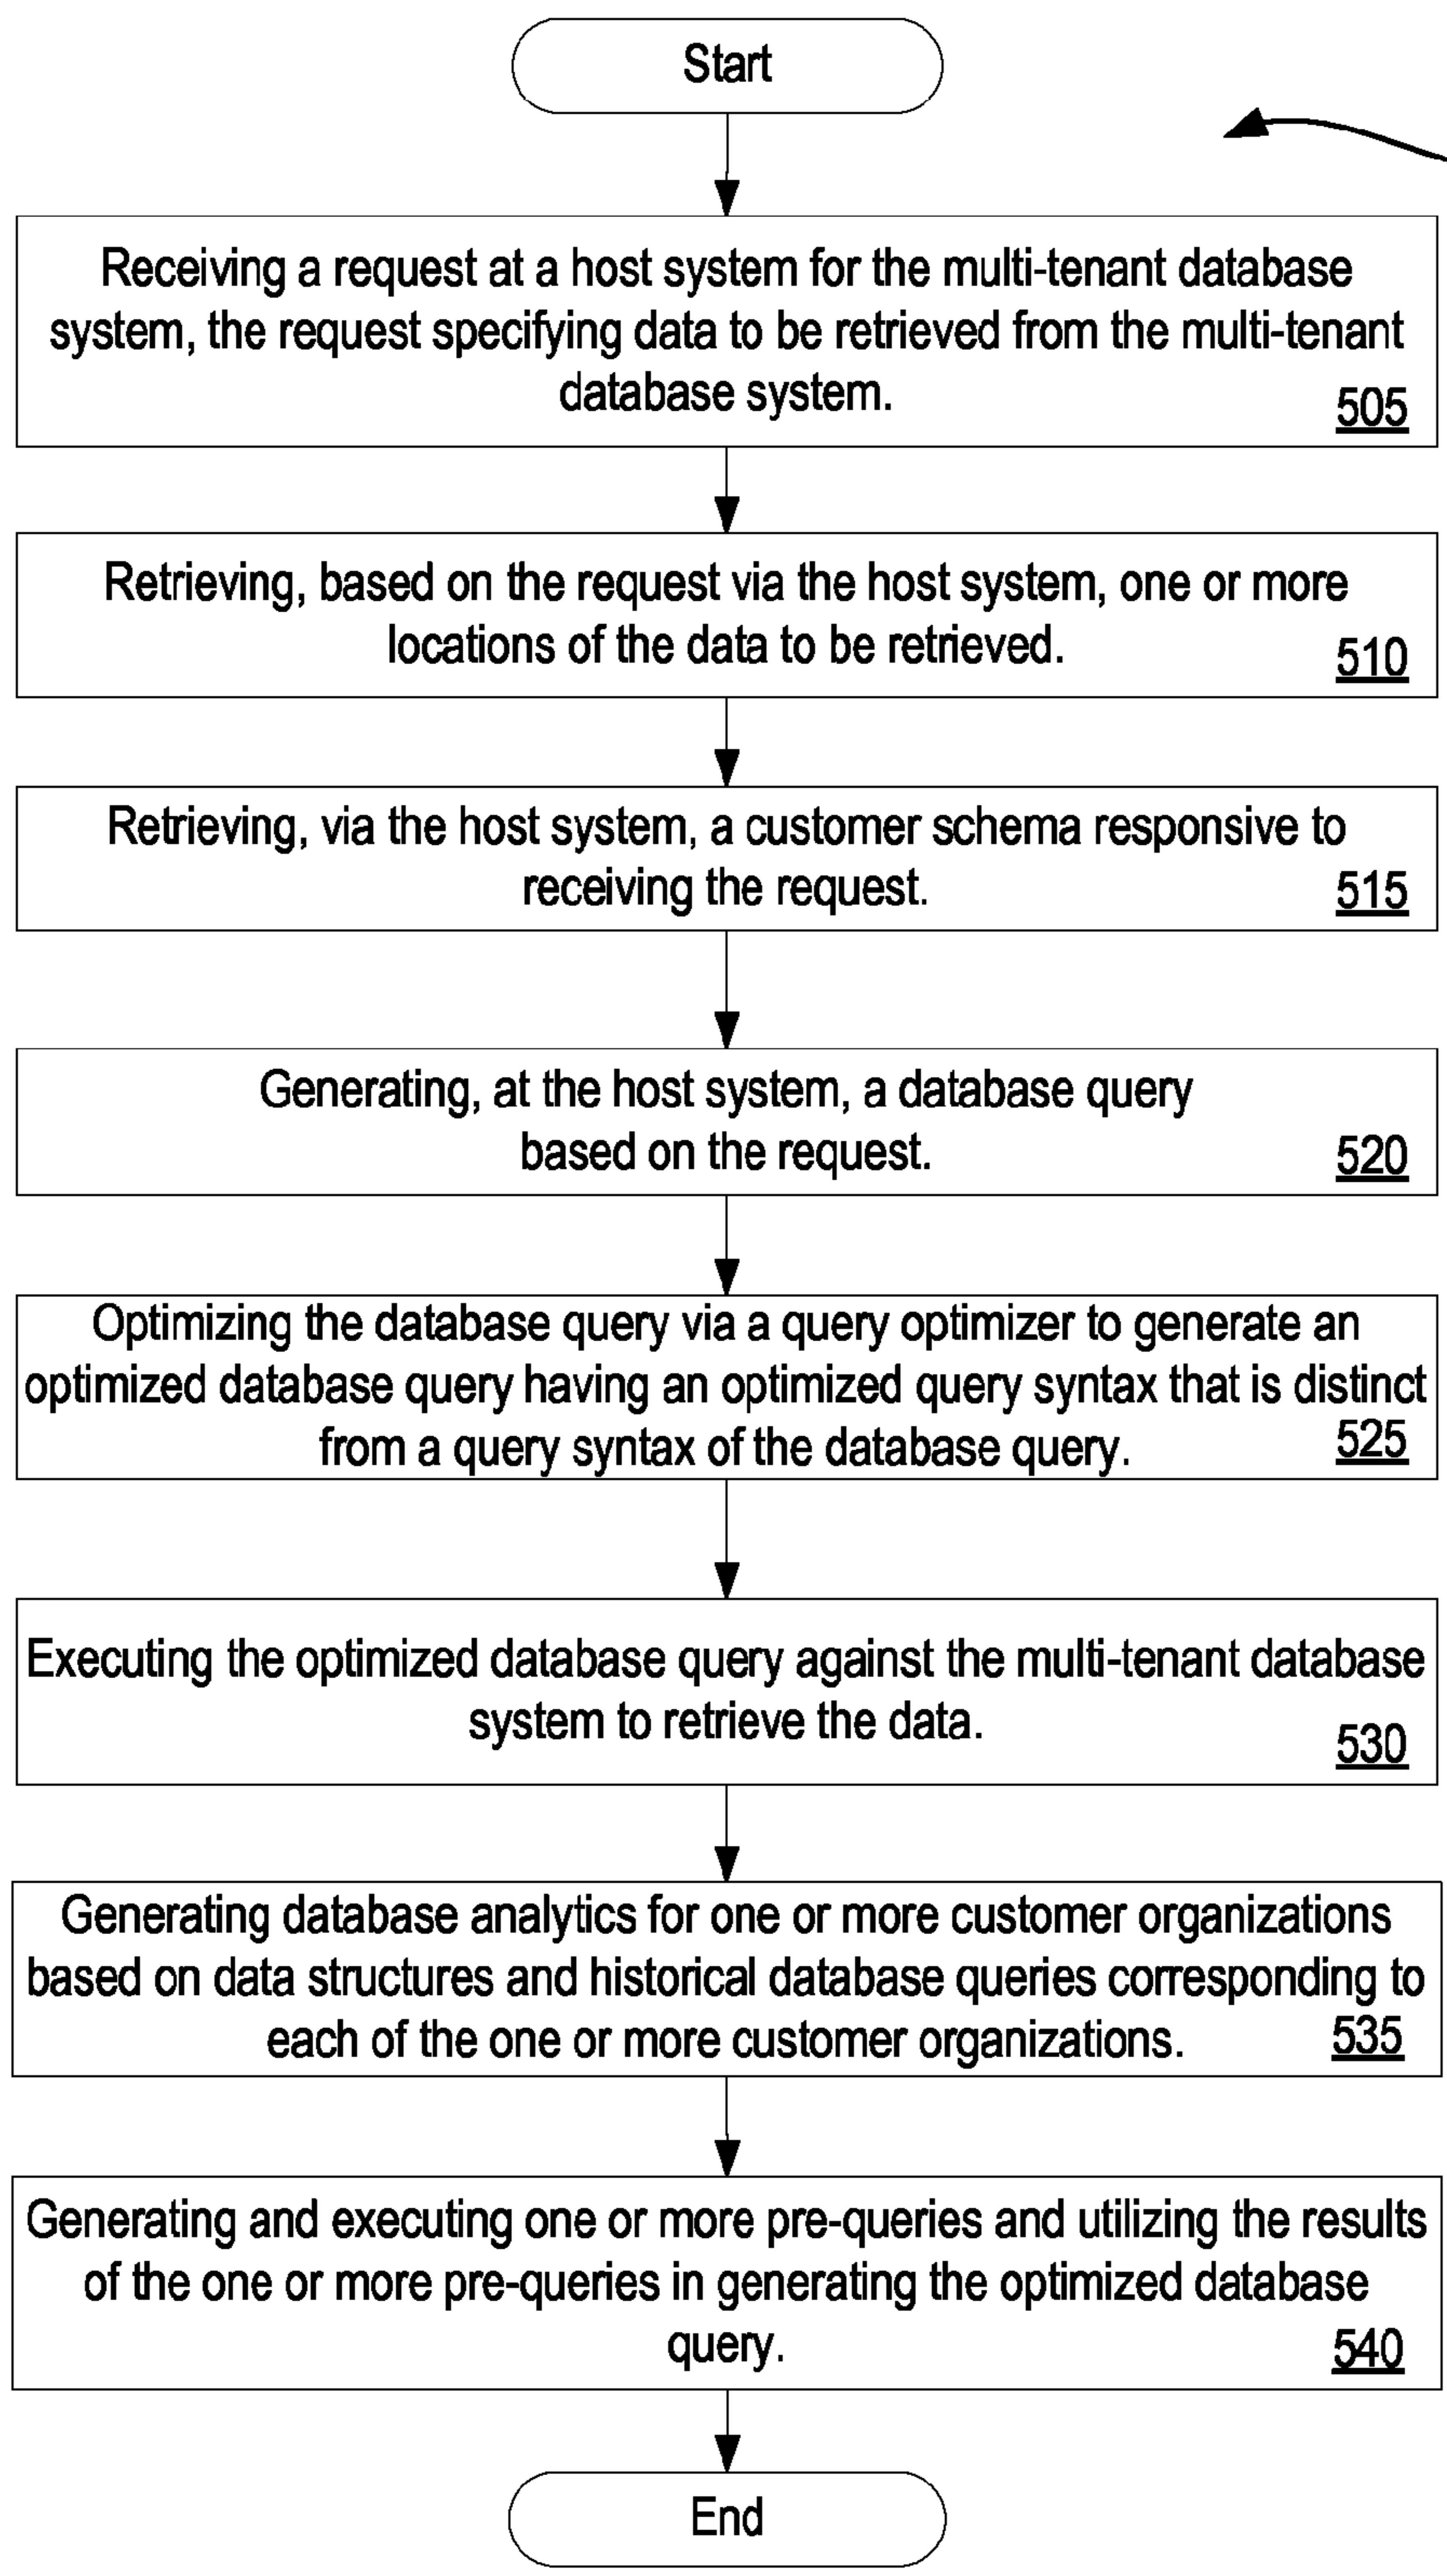 Start
Receiving a request at a host system for the multi-tenant database
system, the request specifying data to be retrieved from the multi-tenant
database system.
505
Retrieving, based on the request via the host system, one or more
locations of the data to be retrieved.
510
Retrieving, via the host system, a customer schema responsive to
receiving the request.
515
Generating, at the host system, a database query
based on the request.
520
Optimizing the database query via a query optimizer to generate an
optimized database query having an optimized query syntax that is distinct
from a query syntax of the database query.
525
Executing the optimized database query against the multi-tenant database
system to retrieve the data.
530
Generating database analytics for one or more customer organizations
based on data structures and historical database queries corresponding to
each of the one or more customer organizations.
535
Generating and executing one or more pre-queries and utilizing the results
of the one or more pre-queries in generating the optimized database
query.
540
End